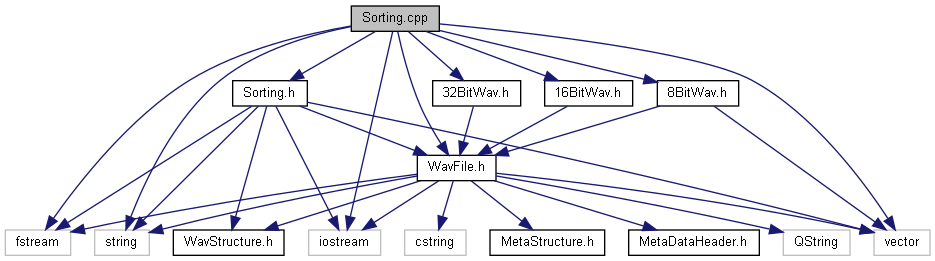 Sorting.cpp
Sorting.h
32BitWav.h
16BitWav.h
8BitWav.h
WavFile.h
fstream
string
WavStructure.h
iostream
cstring
MetaStructure.h
MetaDataHeader.h
QString
vector